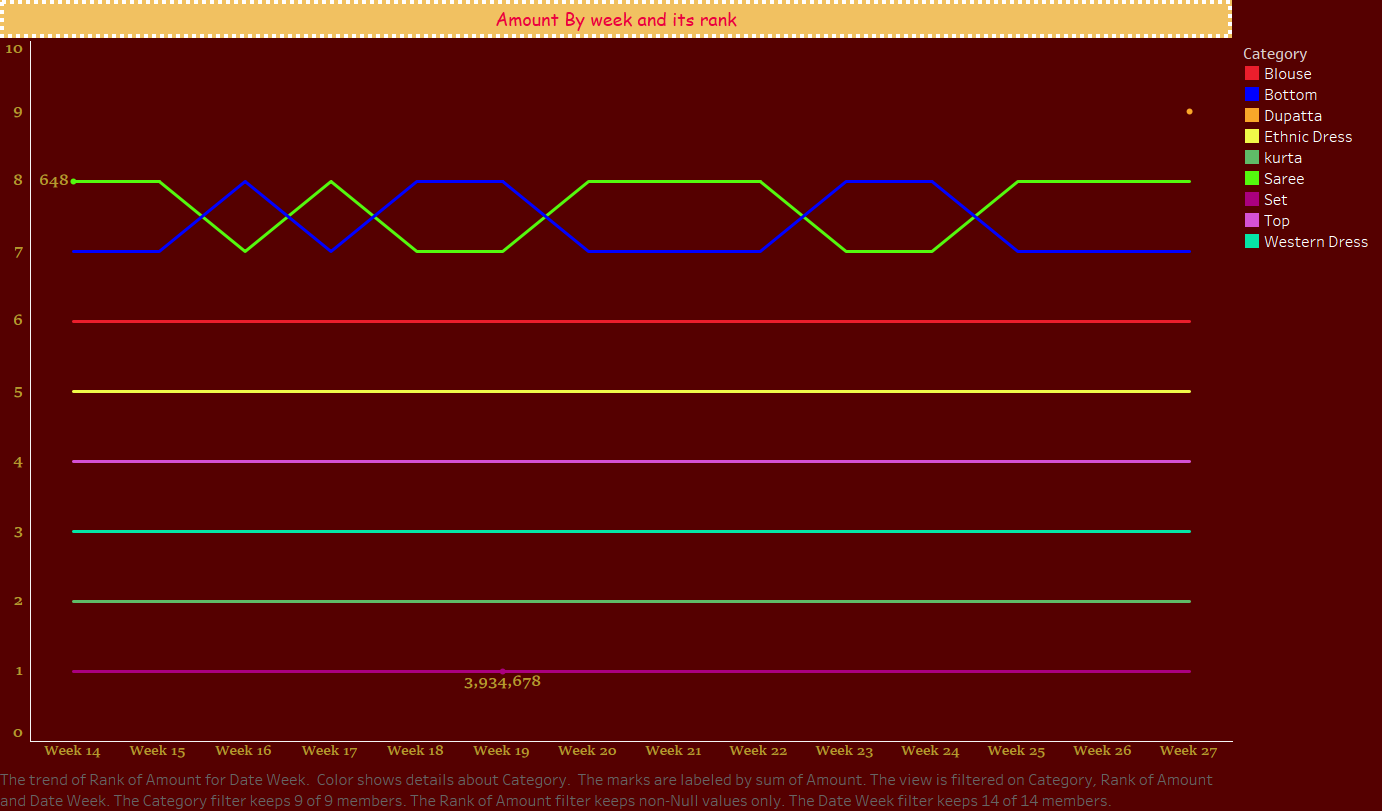 Amount By week and its rank
Category
Blouse
Bottom
Dupatta
Ethnic Dress
kurta
Saree
Set
Top
Western Dress
10
9
8
648
7
6
5
4
3
2
1
3,934,678
0
Week 14 Week 15 Week 16 Week 17 Week 18 Week 19 Week 20 Week 21 Week 22 Week 23 Week 24 Week 25 Week 26 Week 27
The trend of Rank of Amount for Date Week. Color shows details about Category. The marks are labeled by sum of Amount. The view is filtered on Category, Rank of Amount
and Date Week. The Category filter keeps 9 of 9 members. The Rank of Amount filter keeps non-Null values only. The Date Week filter keeps 14 of 14 members.